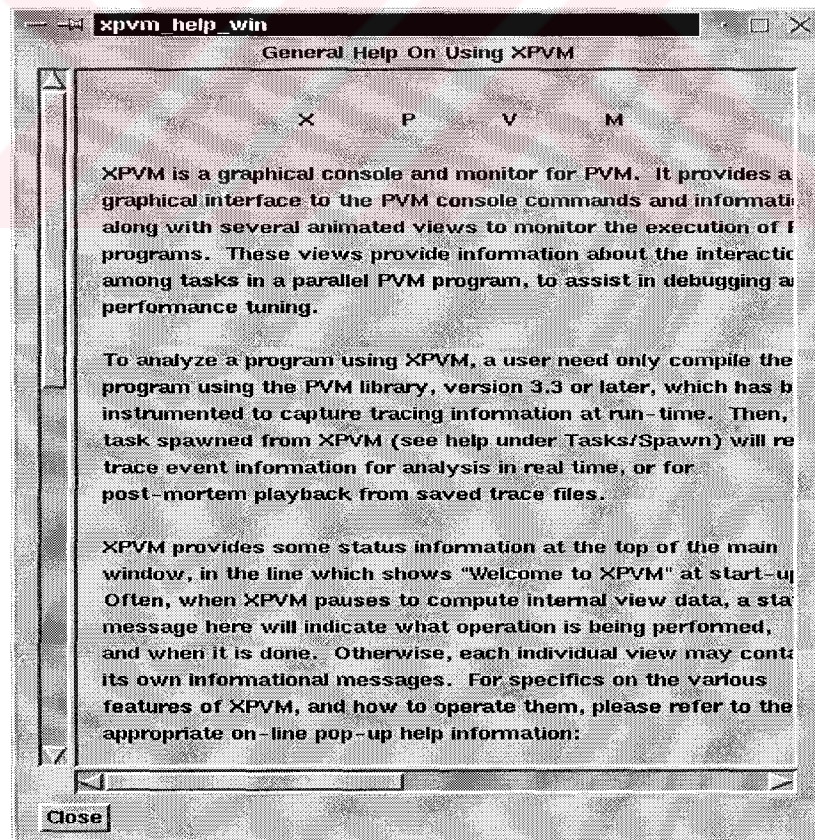 xpvm_help_win
General Help On Using XPVM
X P V M
XPVM is a graphical console and monitor for PVM. It provides a
graphical interface to the PVM console commands and informati
along with several animated views to monitor the execution of P
programs. These views provide information about the interactio
among tasks in a parallel PVM program, to assist in debugging a
performance tuning.
To analyze a program using XPVM, a user need only compile the
program using the PVM library, version 3.3 or later, which has b
instrumented to capture tracing information at run-time. Then,
task spawned from XPVM (see help under Tasks/Spawn) will re
trace event information for analysis in real time, or for
post-mortem playback from saved trace files.
XPVM provides some status information at the top of the main
window, in the line which shows "Welcome to XPVM" at start-up
Often, when XPVM pauses to compute internal view data, a sta
message here will indicate what operation is being performed,
and when it is done. Otherwise, each individual view may conta
its own informational messages. For specifics on the various
features of XPVM, and how to operate them, please refer to the
appropriate on-line pop-up help information:
Close